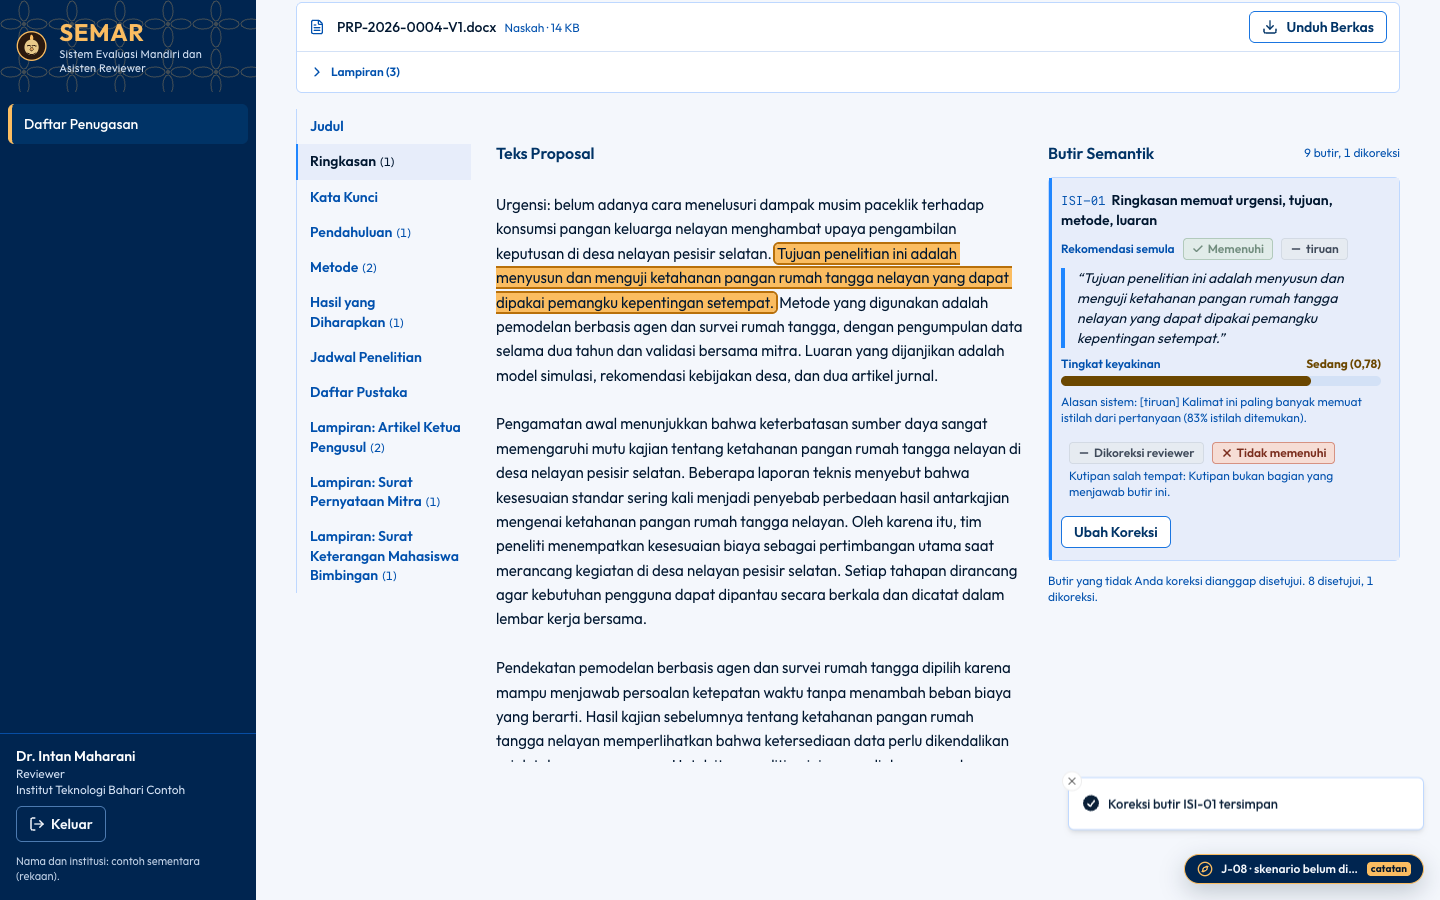 SEMAR
Sistem Evaluasi Mandiri dan
Asisten Reviewer
Daftar Penugasan
Dr. Intan Maharani
Reviewer
Institut Teknologi Bahari Contoh
Keluar
Nama dan institusi: contoh sementara
(rekaan).
PRP-2026-0004-V1.docx Naskah · 14 KB
Unduh Berkas
Lampiran (3)
Judul
Ringkasan (1)
Kata Kunci
Pendahuluan (1)
Metode (2)
Hasil yang
Diharapkan (1)
Jadwal Penelitian
Daftar Pustaka
Lampiran: Artikel Ketua
Pengusul (2)
Lampiran: Surat
Pernyataan Mitra (1)
Lampiran: Surat
Keterangan Mahasiswa
Bimbingan (1)
Teks Proposal
Urgensi: belum adanya cara menelusuri dampak musim paceklik terhadap
konsumsi pangan keluarga nelayan menghambat upaya pengambilan
keputusan di desa nelayan pesisir selatan. Tujuan penelitian ini adalah
menyusun dan menguji ketahanan pangan rumah tangga nelayan yang dapat
dipakai pemangku kepentingan setempat. Metode yang digunakan adalah
pemodelan berbasis agen dan survei rumah tangga, dengan pengumpulan data
selama dua tahun dan validasi bersama mitra. Luaran yang dijanjikan adalah
model simulasi, rekomendasi kebijakan desa, dan dua artikel jurnal.
Pengamatan awal menunjukkan bahwa keterbatasan sumber daya sangat
memengaruhi mutu kajian tentang ketahanan pangan rumah tangga nelayan di
desa nelayan pesisir selatan. Beberapa laporan teknis menyebut bahwa
kesesuaian standar sering kali menjadi penyebab perbedaan hasil antarkajian
mengenai ketahanan pangan rumah tangga nelayan. Oleh karena itu, tim
peneliti menempatkan kesesuaian biaya sebagai pertimbangan utama saat
merancang kegiatan di desa nelayan pesisir selatan. Setiap tahapan dirancang
agar kebutuhan pengguna dapat dipantau secara berkala dan dicatat dalam
lembar kerja bersama.
Pendekatan pemodelan berbasis agen dan survei rumah tangga dipilih karena
mampu menjawab persoalan ketepatan waktu tanpa menambah beban biaya
yang berarti. Hasil kajian sebelumnya tentang ketahanan pangan rumah
tangga nelayan memperlihatkan bahwa ketersediaan data perlu dikendalikan
Butir Semantik
9 butir, 1 dikoreksi
ISI-01 Ringkasan memuat urgensi, tujuan,
metode, luaran
Rekomendasi semula Memenuhi tiruan
“Tujuan penelitian ini adalah menyusun dan
menguji ketahanan pangan rumah tangga
nelayan yang dapat dipakai pemangku
kepentingan setempat.”
Tingkat keyakinan Sedang (0,78)
Alasan sistem: [tiruan] Kalimat ini paling banyak memuat
istilah dari pertanyaan (83% istilah ditemukan).
Dikoreksi reviewer Tidak memenuhi
Kutipan salah tempat: Kutipan bukan bagian yang
menjawab butir ini.
Ubah Koreksi
Butir yang tidak Anda koreksi dianggap disetujui. 8 disetujui, 1
dikoreksi.
Koreksi butir ISI-01 tersimpan
J-08 · skenario belum di... catatan